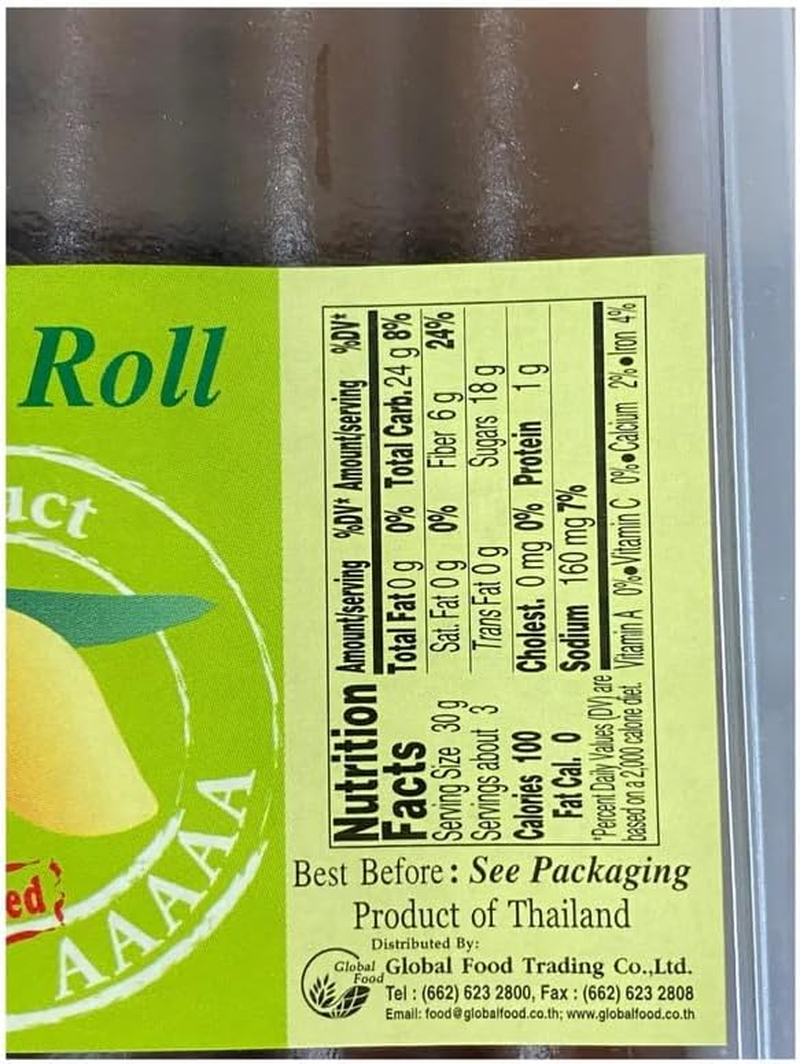 Roll
act
ed
AAAAA
Nutrition
Facts
Serving Size 30 g
Servings about 3
Calories 100
Fat Cal. 0
*Percent Daily Values (DV) are
based on a 2,000 calorie diet.
Amount/serving %DV* Amount/serving %DV*
Total Fat 0 g 0% Total Carb. 24 g 8%
Sat. Fat 0 g 0% Fiber 6 g 24%
Trans Fat 0 g Sugars 18 g
Cholest. 0 mg 0% Protein 1 g
Sodium 160 mg 7%
Vitamin A 0%●Vitamin C 0%●Calcium 2%●Iron 4%
Best Before : See Packaging
Product of Thailand
Distributed By:
Global Food
Global Food Trading Co.,Ltd.
Tel : (662) 623 2800, Fax : (662) 623 2808
Email: food@globalfood.co.th; www.globalfood.co.th